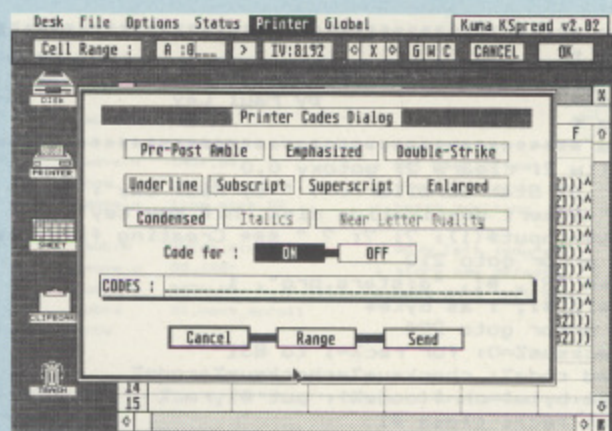 Desk File Options Status Printer Global Kuma KSpread v2.02
Cell Range : A :0 > IV:8192 X G W C CANCEL OK
DISK
Printer Codes Dialog
F
Pre-Post Amble Emphasized Double-Strike
PRINTER
Underline Subscript Superscript Enlarged
Condensed Italics Near Letter Quality
SHEET
Code for : ON OFF
CODES :
CLIPBOARD
Cancel Range Send
TRASH
14
15